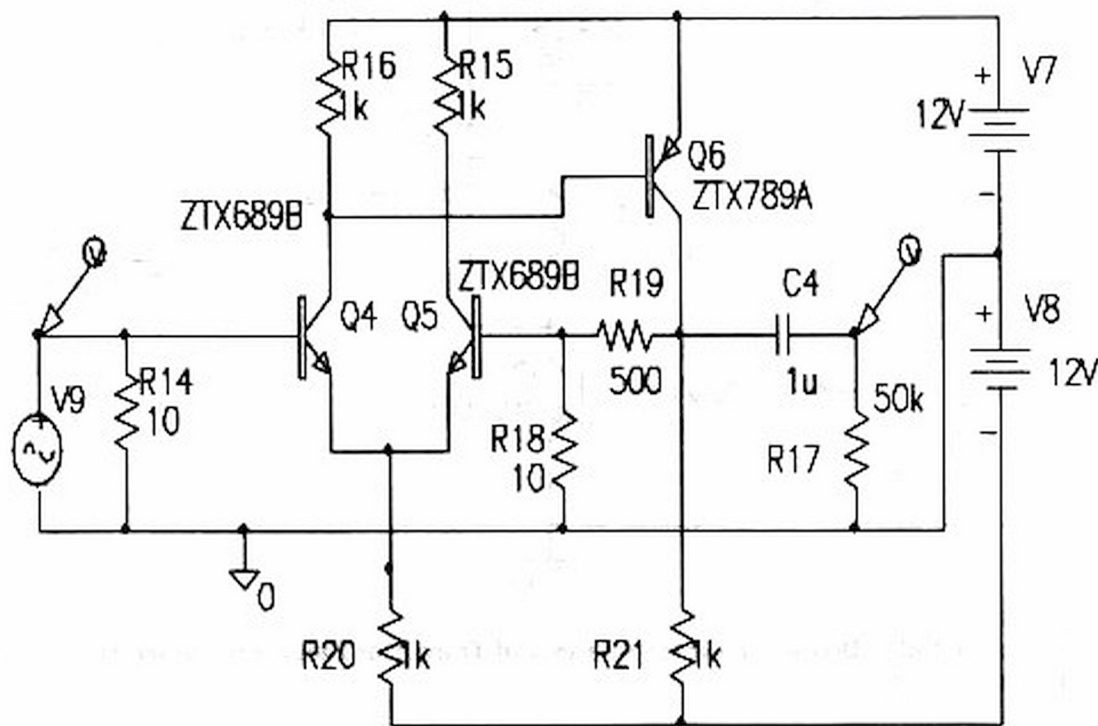 R16
1k
R15
1k
+
V7
12V
−
Q6
ZTX789A
ZTX689B
V
ZTX689B
R19
500
C4
1u
V
+
V8
12V
−
Q4
Q5
V9
+
R14
10
R18
10
50k
R17
0
R20
1k
R21
1k